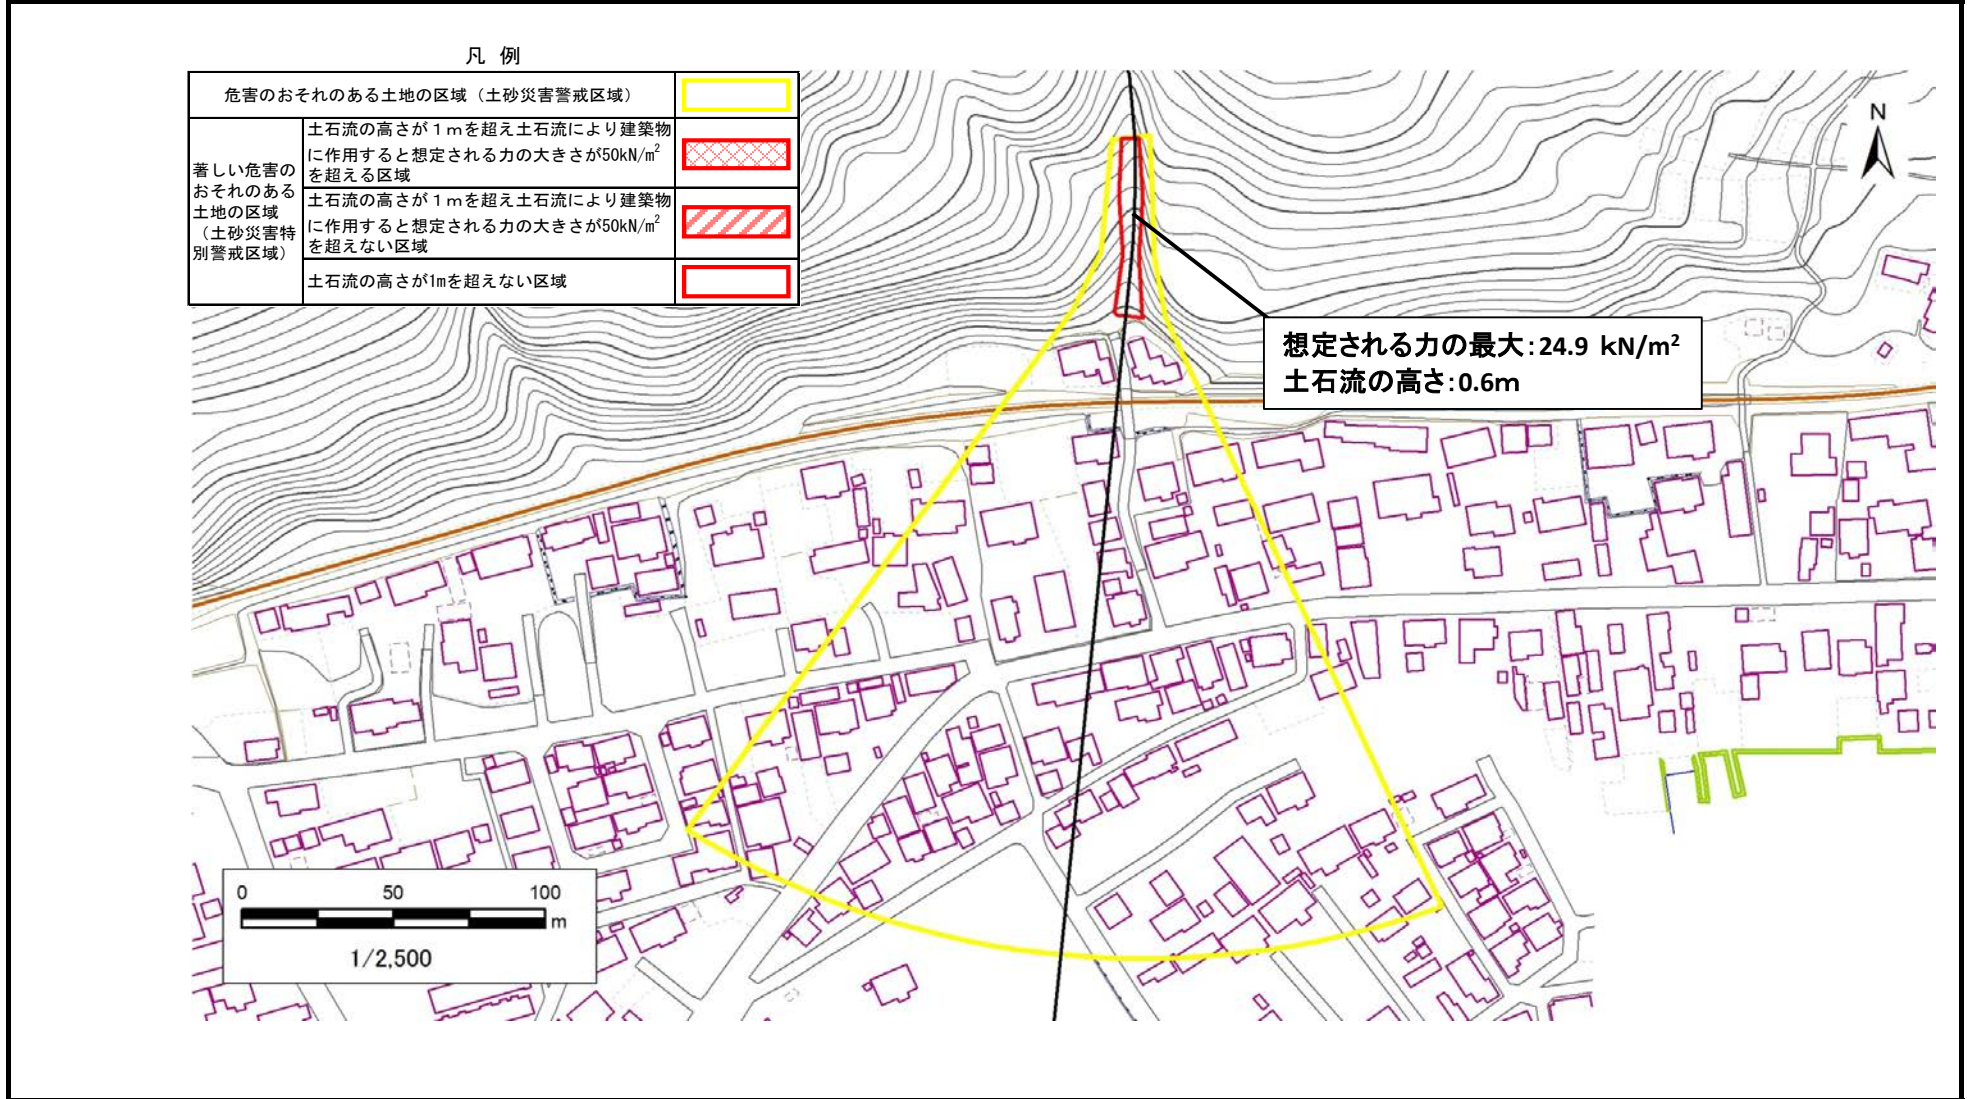 凡 例
危害のおそれのある土地の区域（土砂災害警戒区域）
著しい危害の
おそれのある
土地の区域
（土砂災害特
別警戒区域）
土石流の高さが１ｍを超え土石流により建築物
に作用すると想定される力の大きさが50kN/㎡
を超える区域
土石流の高さが１ｍを超え土石流により建築物
に作用すると想定される力の大きさが50kN/㎡
を超えない区域
土石流の高さが1mを超えない区域
N
想定される力の最大:24.9 kN/m²
土石流の高さ:0.6m
0 50 100
m
1/2,500